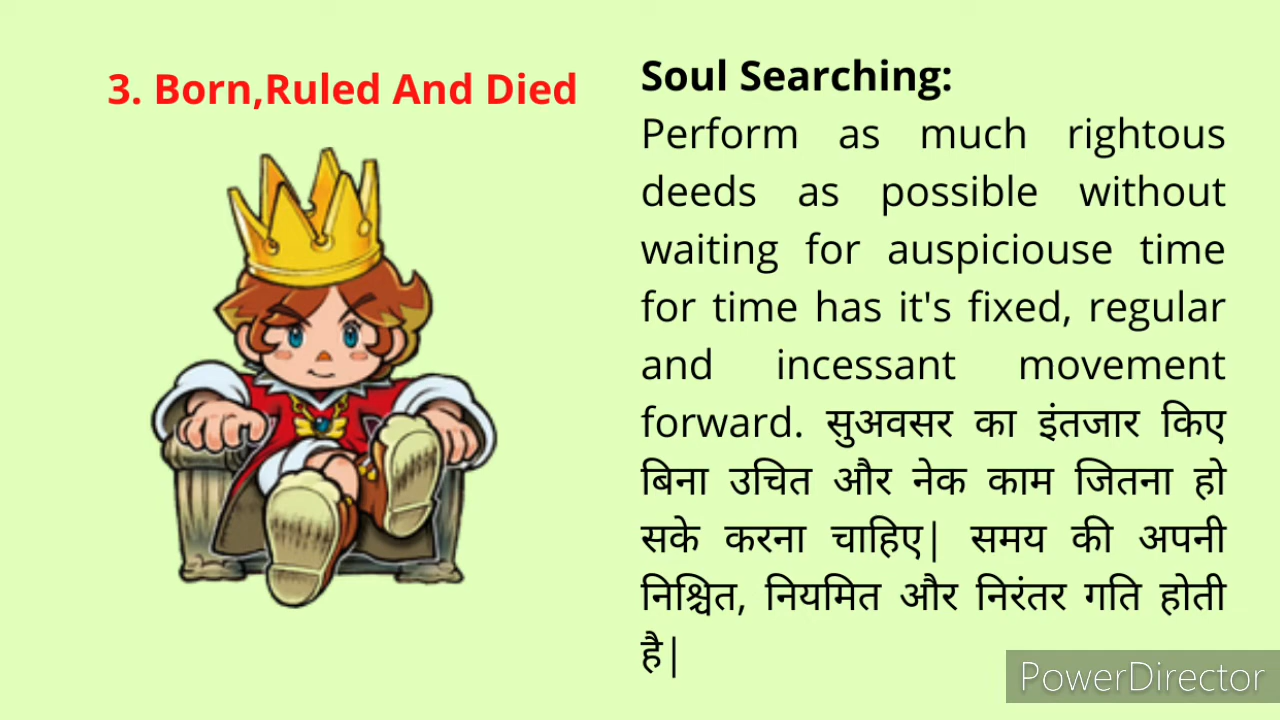 3. Born,Ruled And Died
Soul Searching:
Perform as much rightous
deeds as possible without
waiting for auspiciouse time
for time has it's fixed, regular
and incessant movement
forward. सुअवसर का इंतजार किए
बिना उचित और नेक काम जितना हो
सके करना चाहिए| समय की अपनी
निश्चित, नियमित और निरंतर गति होती
है|
PowerDirector